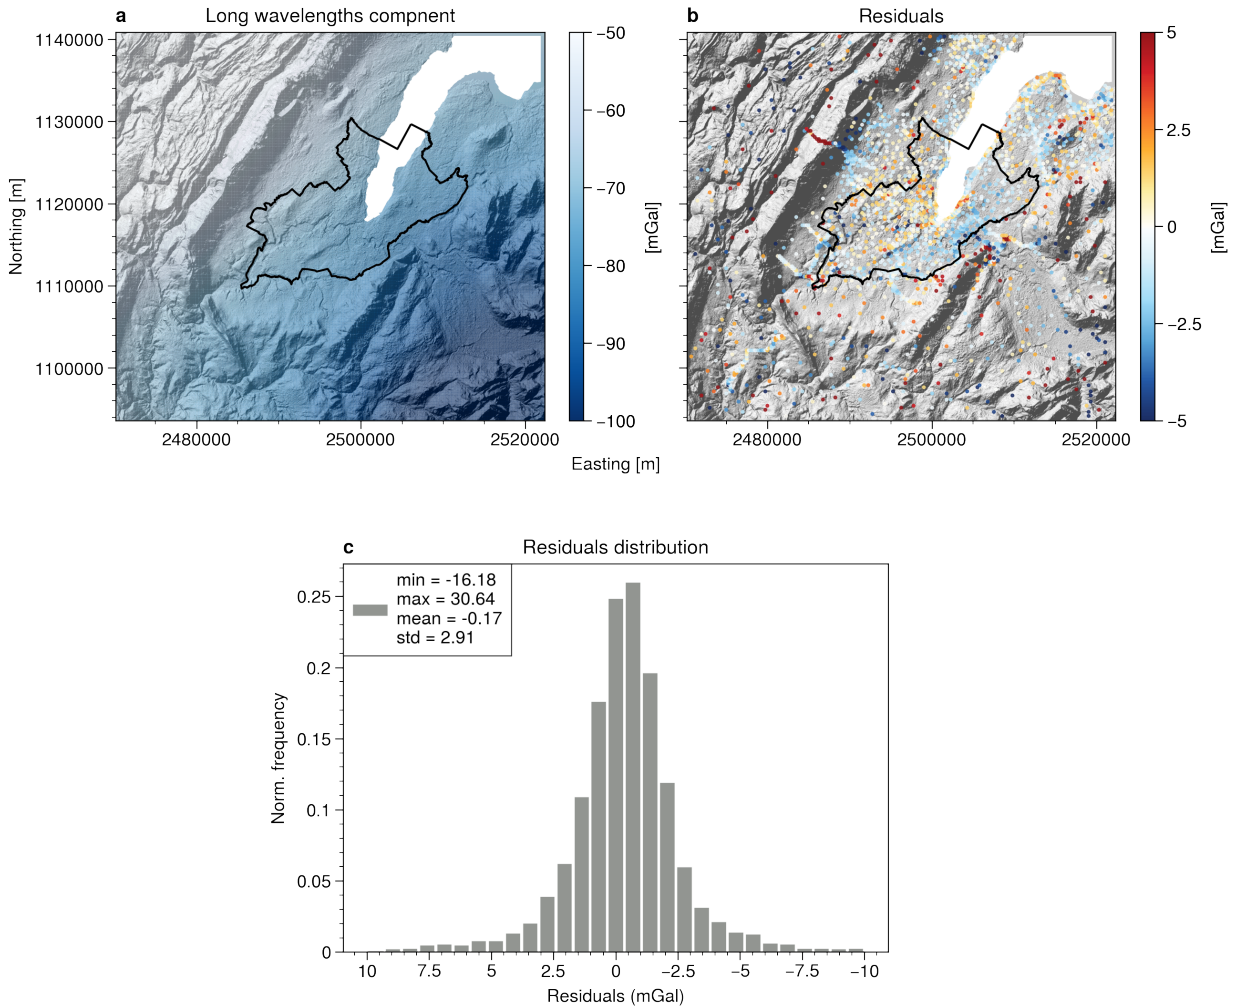 a Long wavelengths compnent
b Residuals
1140000
1130000
1120000
1110000
1100000
Northing [m]
2480000 2500000 2520000
−50
−60
−70
−80
−90
−100
[mGal]
2480000 2500000 2520000
5
2.5
0
−2.5
−5
[mGal]
Easting [m]
c Residuals distribution
min = -16.18
max = 30.64
mean = -0.17
std = 2.91
0.25
0.2
0.15
0.1
0.05
0
Norm. frequency
10 7.5 5 2.5 0 −2.5 −5 −7.5 −10
Residuals (mGal)